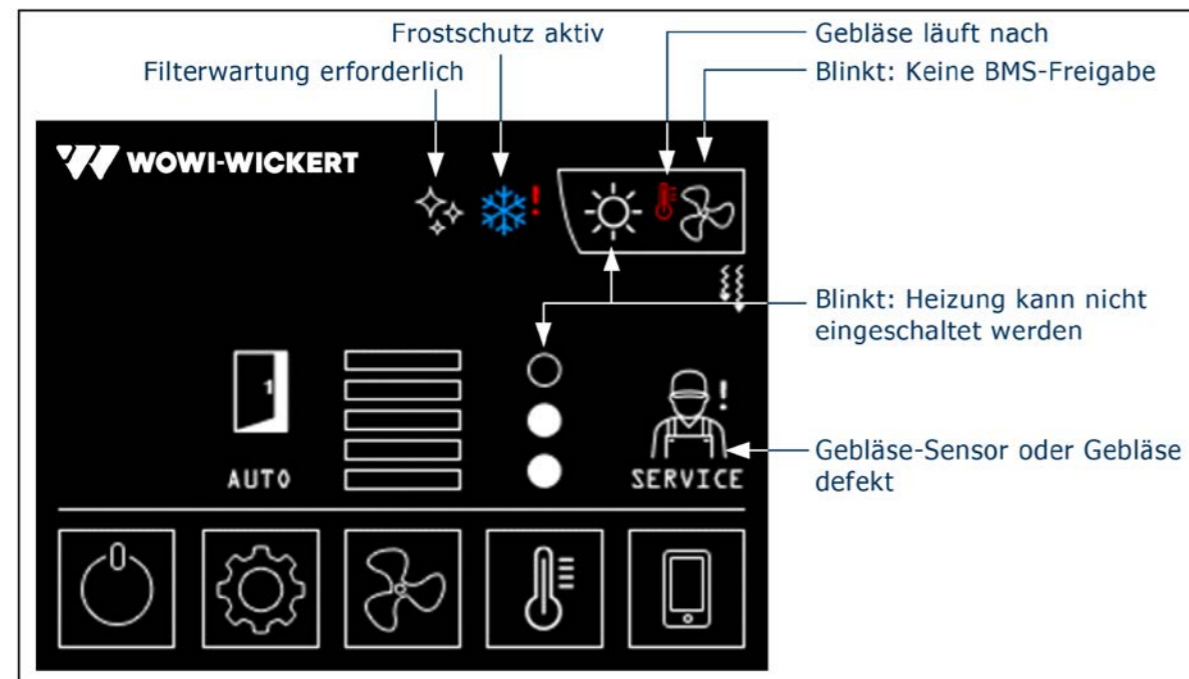 Frostschutz aktiv
Gebläse läuft nach
Filterwartung erforderlich
Blinkt: Keine BMS-Freigabe
WOWI-WICKERT
Blinkt: Heizung kann nicht
eingeschaltet werden
1
AUTO
SERVICE
Gebläse-Sensor oder Gebläse
defekt